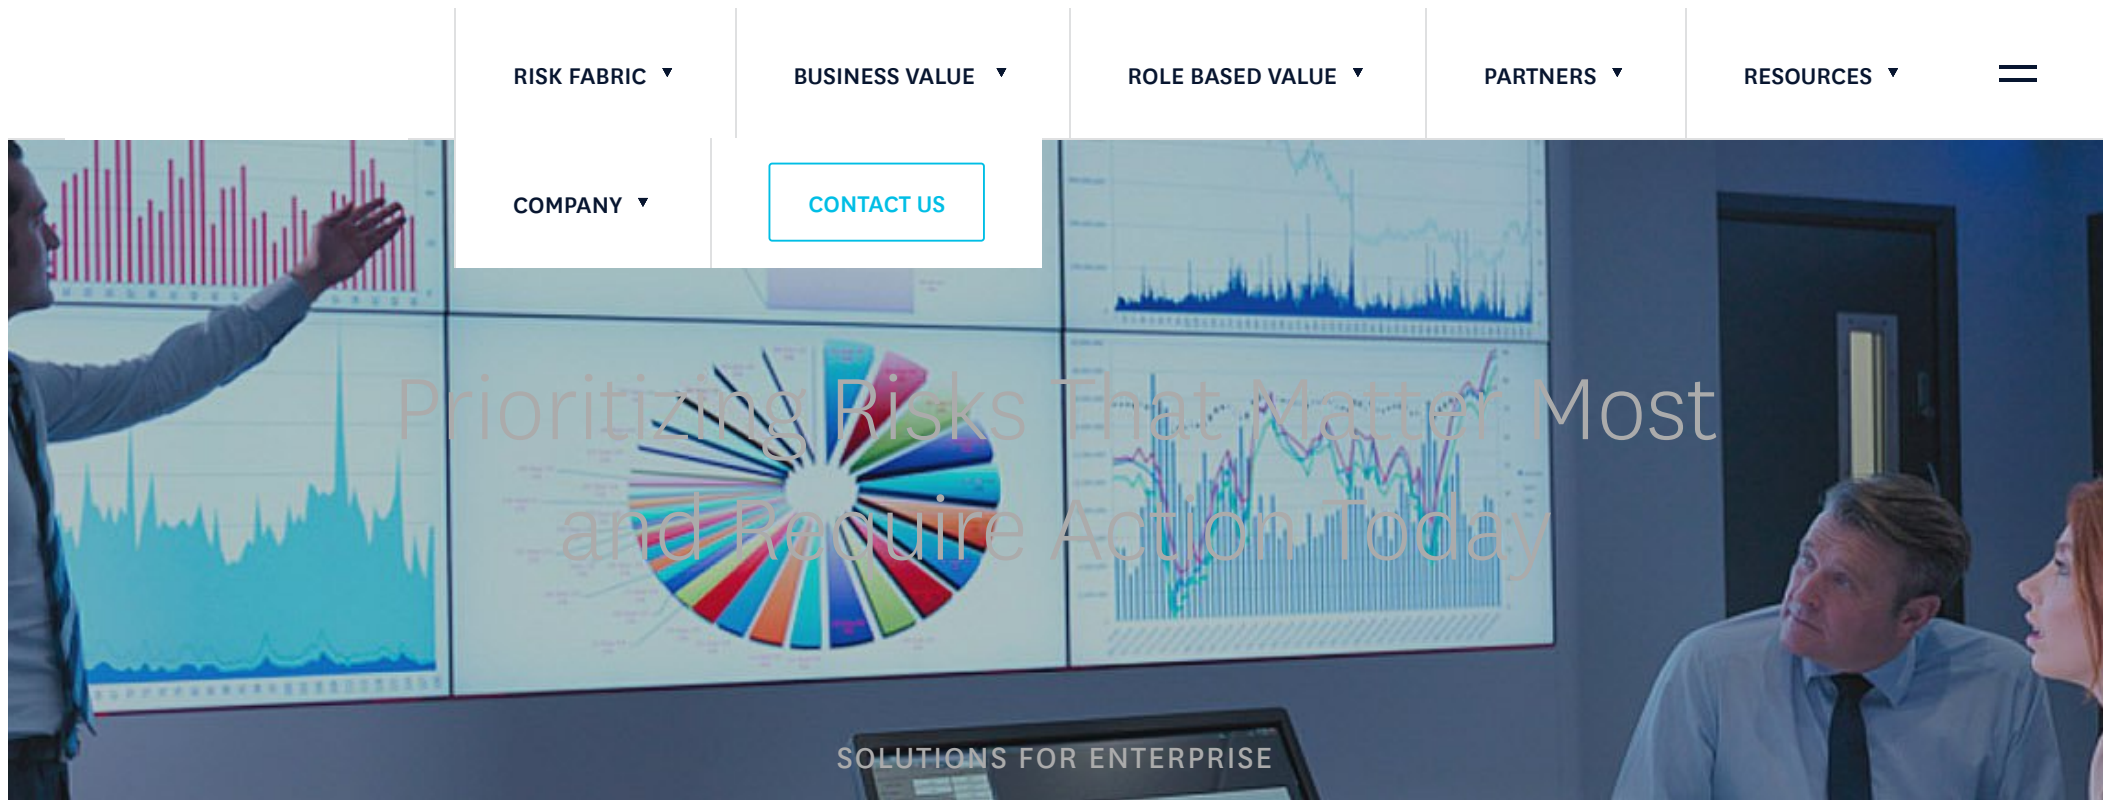 RISK FABRIC
BUSINESS VALUE
ROLE BASED VALUE
PARTNERS
RESOURCES
COMPANY
CONTACT US
Prioritizing Risks That Matter Most
and Require Action Today
SOLUTIONS FOR ENTERPRISE